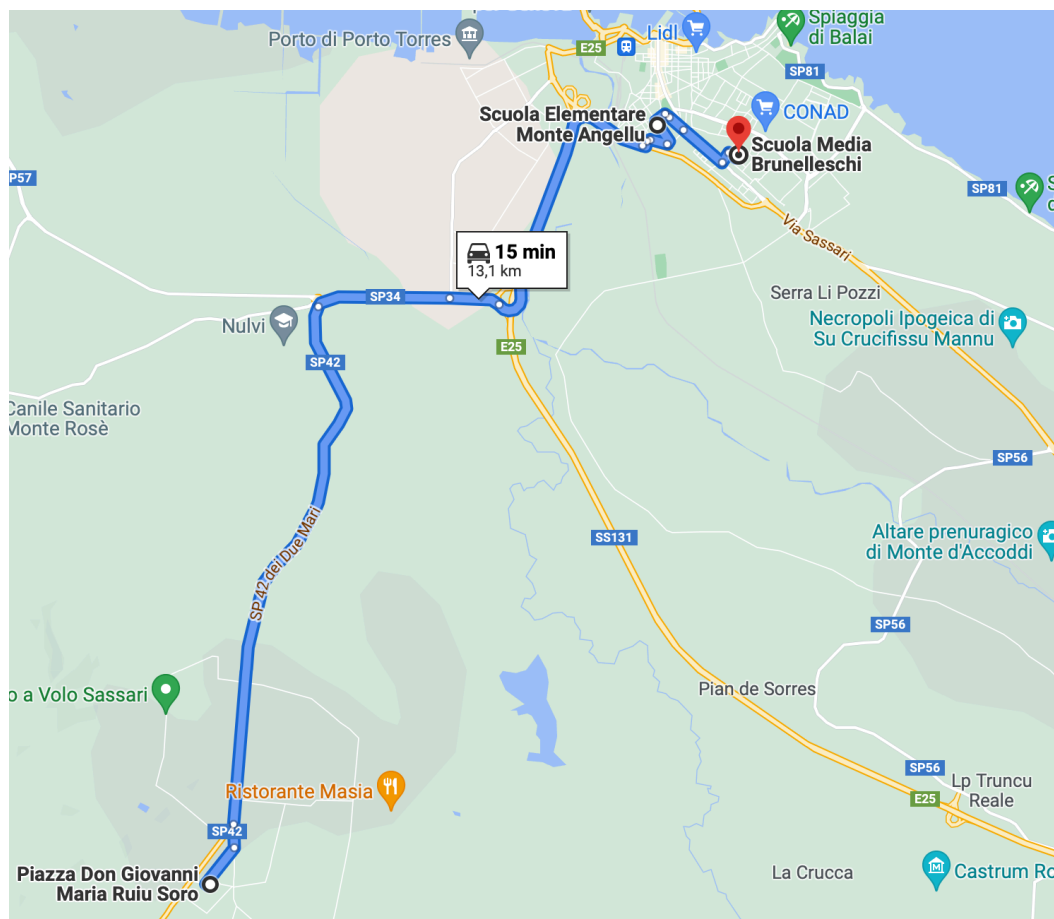 Spiaggia
di Balai
Porto di Porto Torres
E25
Lidl
SP81
Scuola Elementare
Monte Angellu
CONAD
Scuola Media
Brunelleschi
P57
SP81
Via Sassari
15 min
13,1 km
SP34
Serra Li Pozzi
Nulvi
Necropoli Ipogeica di
Su Crucifissu Mannu
E25
SP42
Canile Sanitario
Monte Rosè
SP56
SS131
Altare prenuragico
di Monte d'Accoddi
SP 42 dei Due Mari
SP56
o a Volo Sassari
Pian de Sorres
SP56
Ristorante Masia
Lp Truncu
Reale
E25
SP42
Piazza Don Giovanni
Maria Ruiu Soro
La Crucca
Castrum Ro